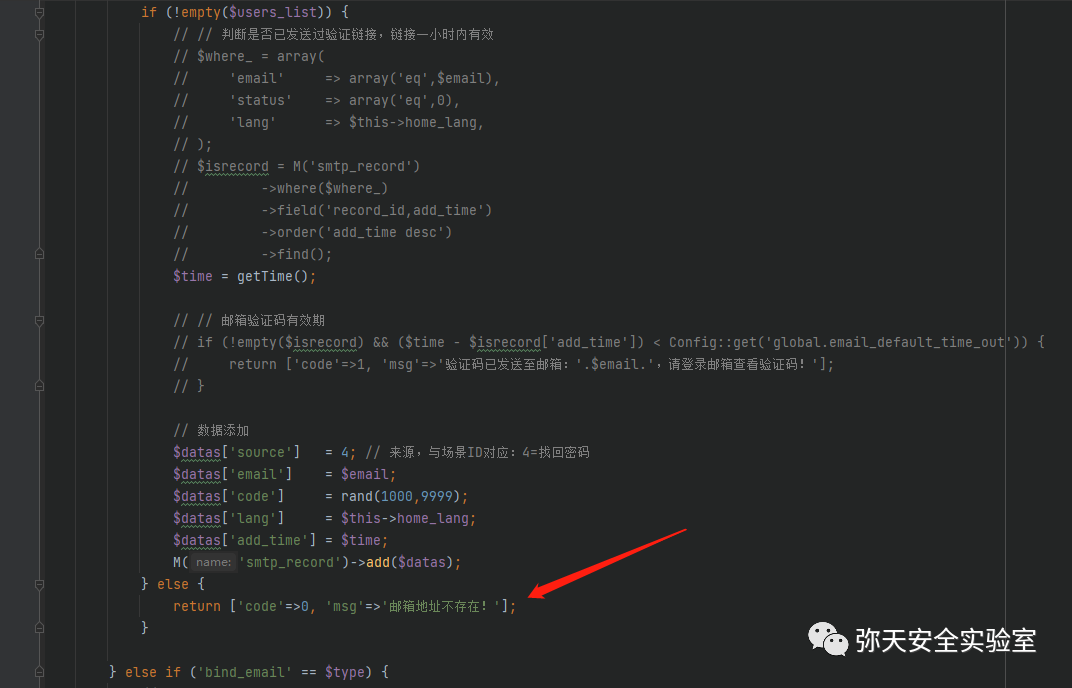 if (!empty($users_list)) {
// // 判断是否已发送过验证链接，链接一小时内有效
// $where_ = array(
//     'email'     => array('eq',$email),
//     'status'    => array('eq',0),
//     'lang'      => $this->home_lang,
// );
// $isrecord = M('smtp_record')
//         ->where($where_)
//         ->field('record_id,add_time')
//         ->order('add_time desc')
//         ->find();
$time = getTime();
// // 邮箱验证码有效期
// if (!empty($isrecord) && ($time - $isrecord['add_time']) < Config::get('global.email_default_time_out')) {
//     return ['code'=>1, 'msg'=>'验证码已发送至邮箱：'.$email.'，请登录邮箱查看验证码！'];
// }
// 数据添加
$datas['source']   = 4; // 来源，与场景ID对应：4=找回密码
$datas['email']    = $email;
$datas['code']     = rand(1000,9999);
$datas['lang']     = $this->home_lang;
$datas['add_time'] = $time;
M( name: 'smtp_record')->add($datas);
} else {
return ['code'=>0, 'msg'=>'邮箱地址不存在！'];
}
} else if ('bind_email' == $type) {
弥天安全实验室